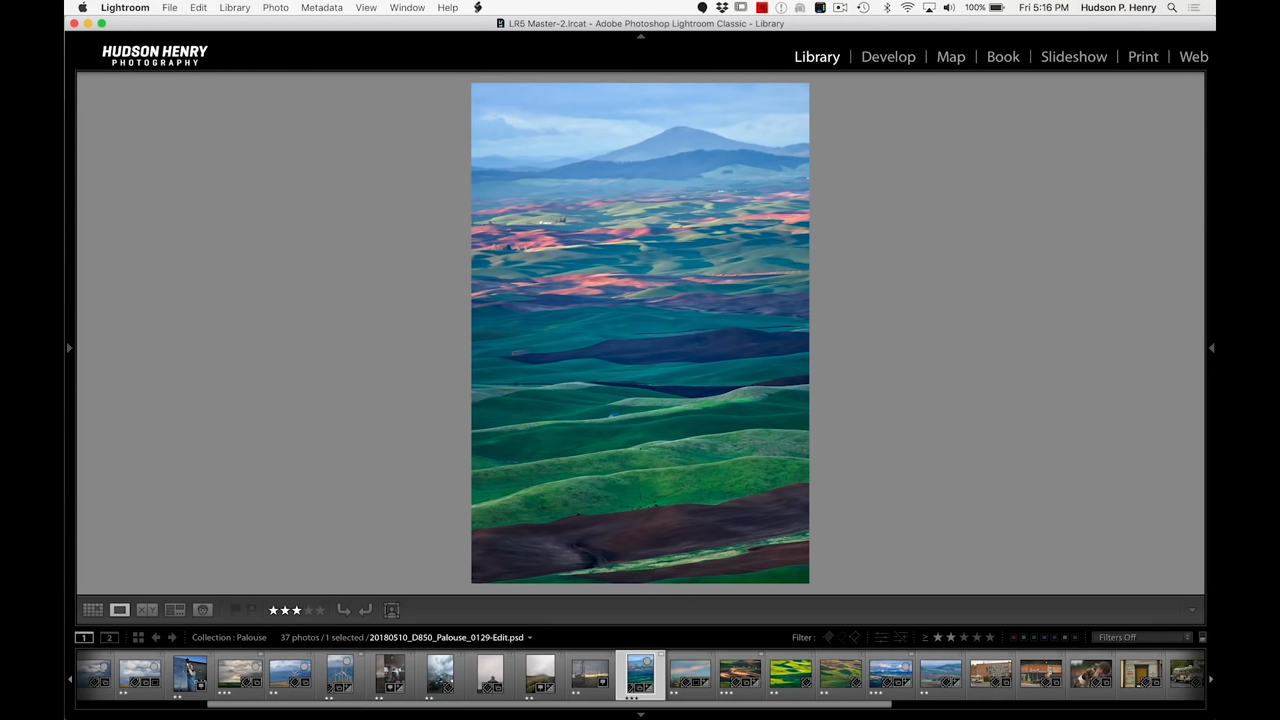 Lightroom File Edit Library Photo Metadata View Window Help 100% Fri 5:16 PM Hudson P. Henry
LR5 Master-2.lrcat - Adobe Photoshop Lightroom Classic - Library
HUDSON HENRY
PHOTOGRAPHY
Library | Develop | Map | Book | Slideshow | Print | Web
XY
1 2 Collection : Palouse 37 photos / 1 selected / 20180510_D850_Palouse_0129-Edit.psd Filter : ≥ Filters Off